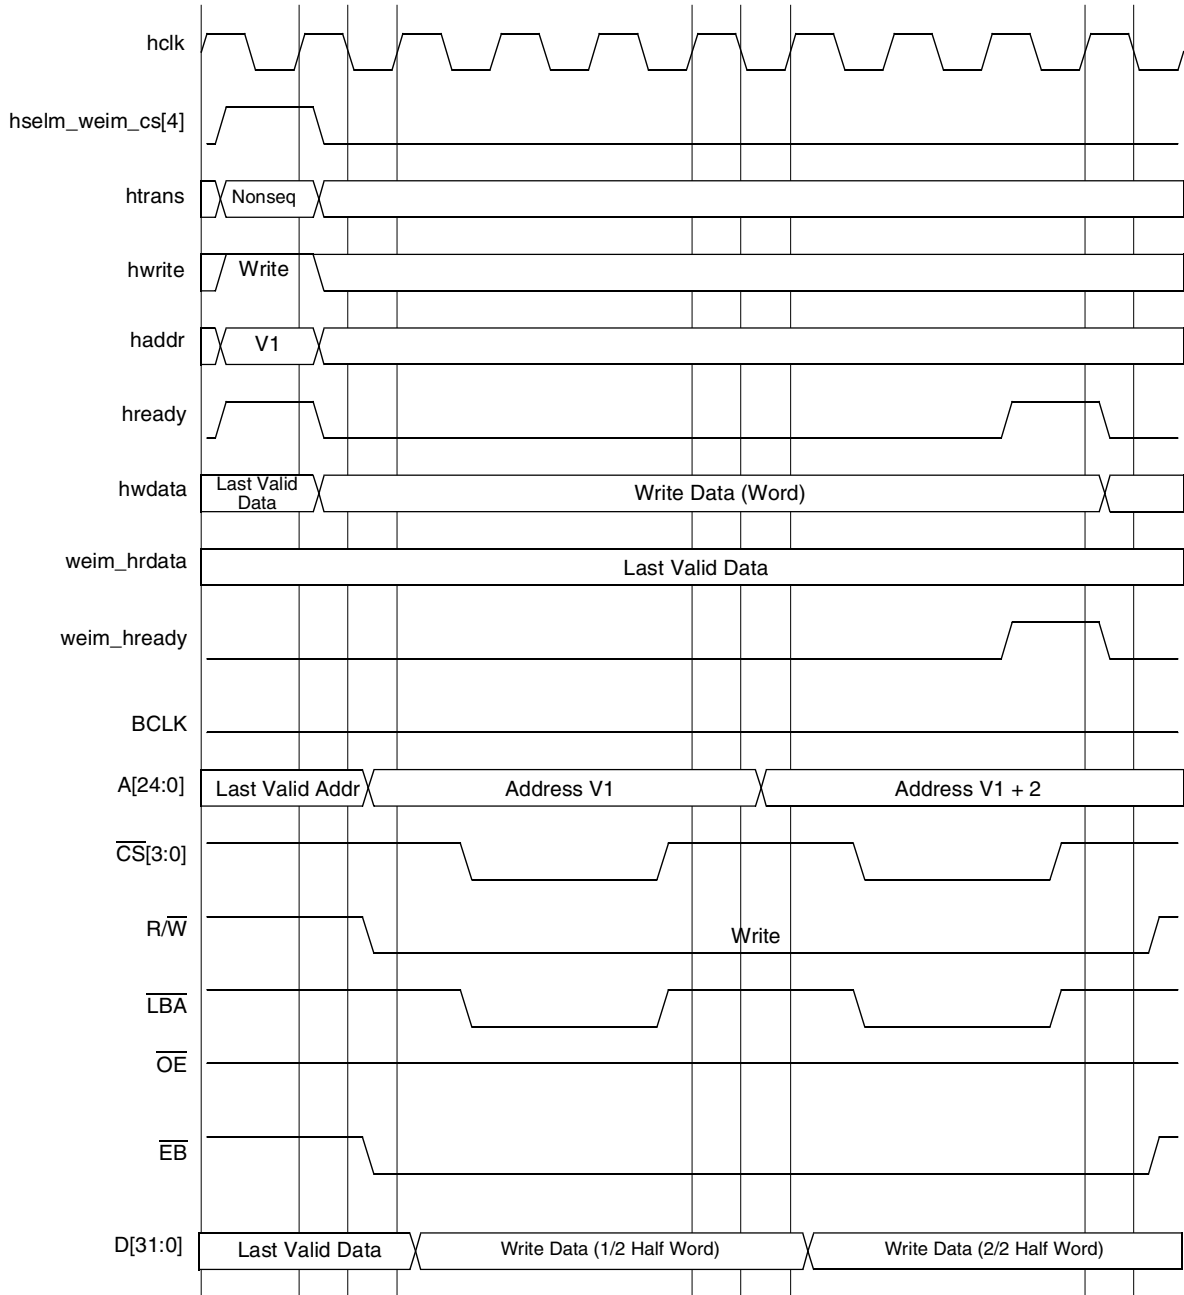 hclk
hselm_weim_cs[4]
htrans Nonseq
hwrite Write
haddr V1
hready
hwdata Last Valid Data Write Data (Word)
weim_hrdata Last Valid Data
weim_hready
BCLK
A[24:0] Last Valid Addr Address V1 Address V1 + 2
CS[3:0]
R/W Write
LBA
OE
EB
D[31:0] Last Valid Data Write Data (1/2 Half Word) Write Data (2/2 Half Word)